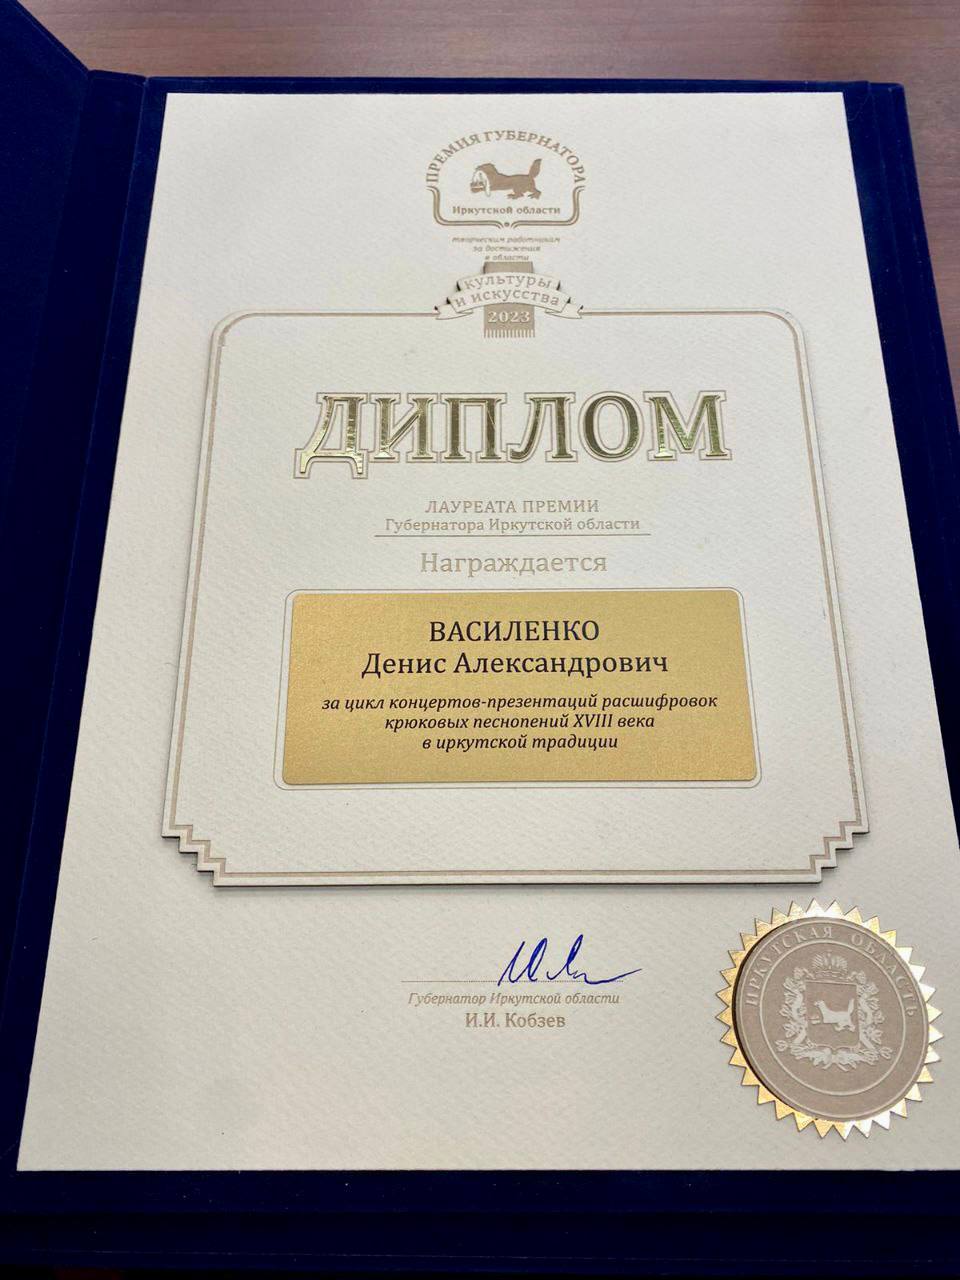 ПРЕМИЯ ГУБЕРНАТОРА
Иркутской области
творческим работникам
за достижения
в области
культуры
и искусства
2023
ДИПЛОМ
ЛАУРЕАТА ПРЕМИИ
Губернатора Иркутской области
Награждается
ВАСИЛЕНКО
Денис Александрович
за цикл концертов-презентаций расшифровок
крюковых песнопений XVIII века
в иркутской традиции
Губернатор Иркутской области
И.И. Кобзев
ИРКУТСКАЯ ОБЛАСТЬ